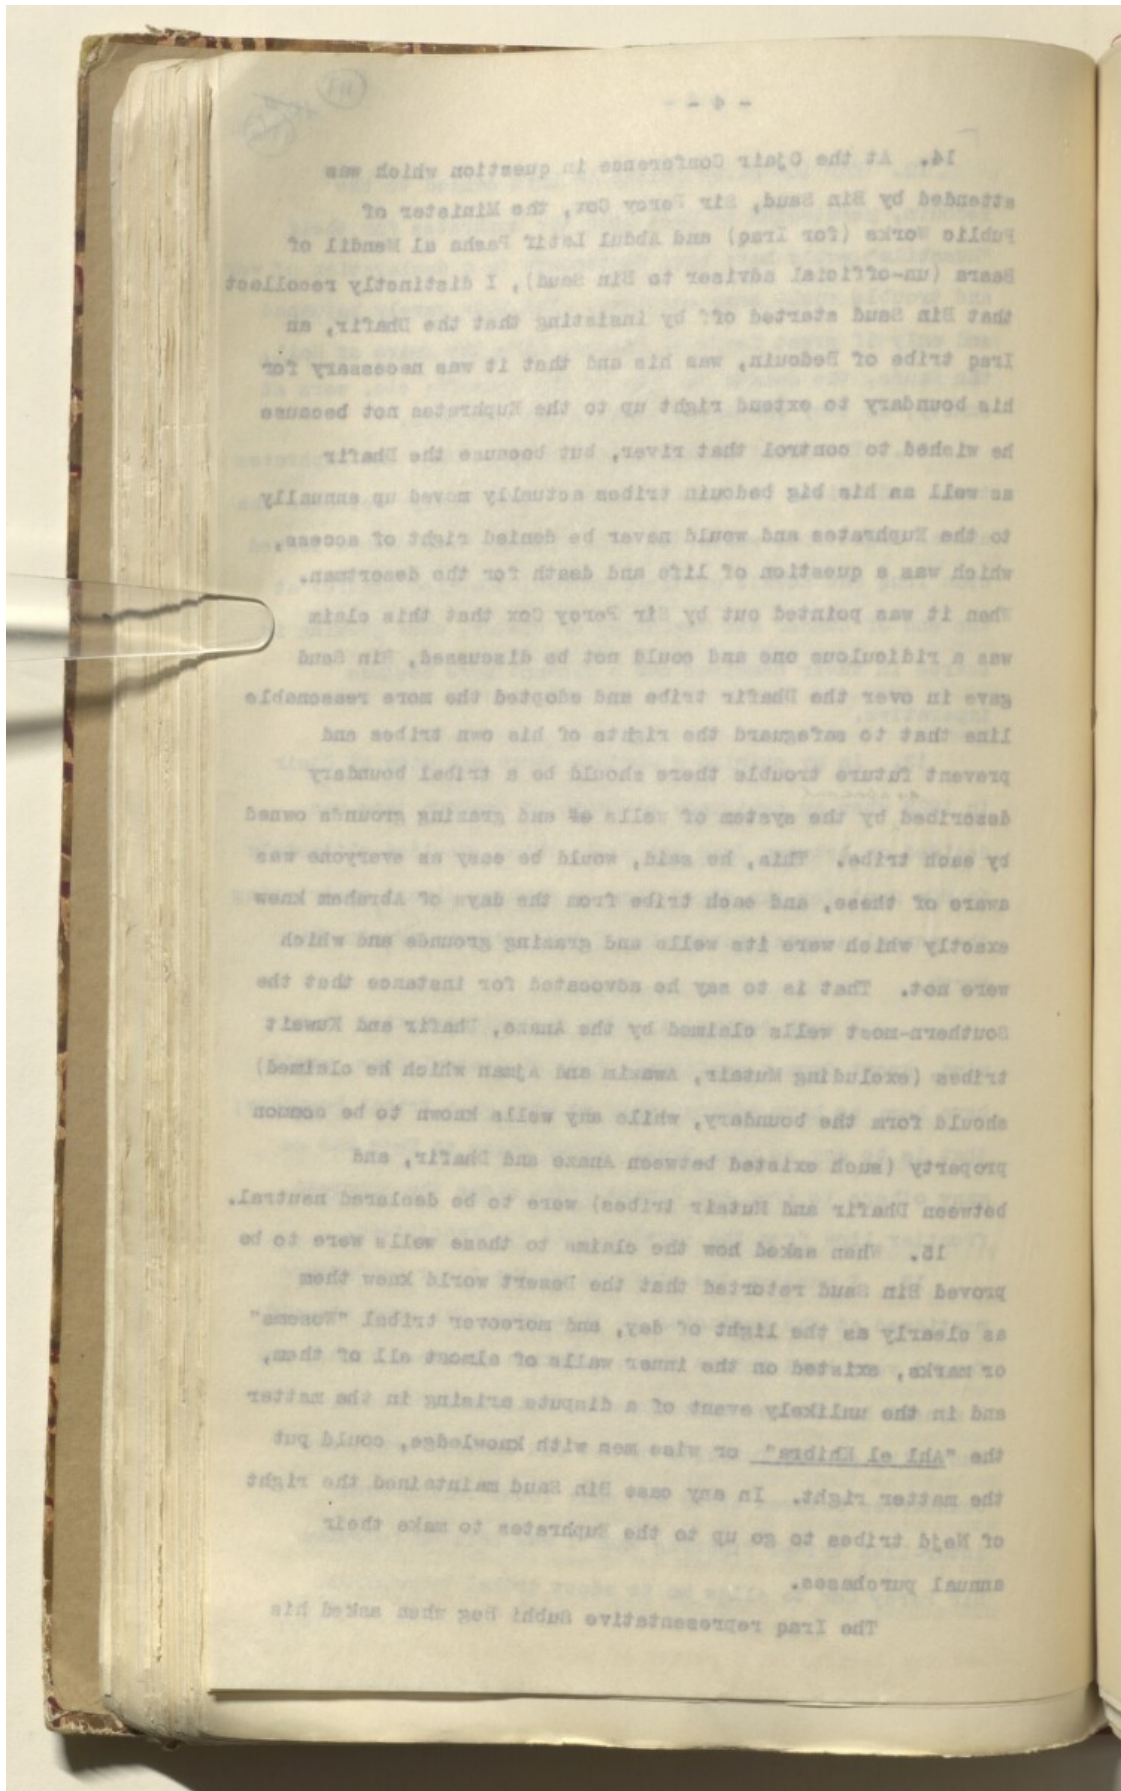 - 4 -
14. At the Ojair Conference in question which was
attended by Bin Saud, Sir Percy Cox, the Minister of
Public Works (for Iraq) and Abdul Latif Pasha al Mendil of
Basra (un-official adviser to Bin Saud), I distinctly recollect
that Bin Saud started off by insisting that the Dhafir, an
Iraq tribe of Bedouin, was his and that it was necessary for
his boundary to extend right up to the Euphrates not because
he wished to control that river, but because the Dhafir
as well as his big bedouin tribes actually moved up annually
to the Euphrates and would never be denied right of access,
which was a question of life and death for the desertman.
When it was pointed out by Sir Percy Cox that this claim
was a ridiculous one and could not be discussed, Bin Saud
gave in over the Dhafir tribe and adopted the more reasonable
line that to safeguard the rights of his own tribes and
prevent future trouble there should be a tribal boundary
described by the system of wells and grazing grounds owned
by each tribe. This, he said, would be easy as everyone was
aware of these, and each tribe from the days of Abraham knew
exactly which were its wells and grazing grounds and which
were not. That is to say he advocated for instance that the
Southern-most wells claimed by the Anaze, Dhafir and Kuwait
tribes (excluding Mutair, Awazim and Ajman which he claimed)
should form the boundary, while any wells known to be common
property (such existed between Anaze and Dhafir, and
between Dhafir and Mutair tribes) were to be declared neutral.
15. When asked how the claims to these wells were to be
proved Bin Saud retorted that the Desert world knew them
as clearly as the light of day, and moreover tribal "Wosoms"
or marks, existed on the inner walls of almost all of them,
and in the unlikely event of a dispute arising in the matter
the "Ahl el Khibra" or wise men with knowledge, could put
the matter right. In any case Bin Saud maintained the right
of Nejd tribes to go up to the Euphrates to make their
annual purchases.
The Iraq representative Subhi Beg when asked his